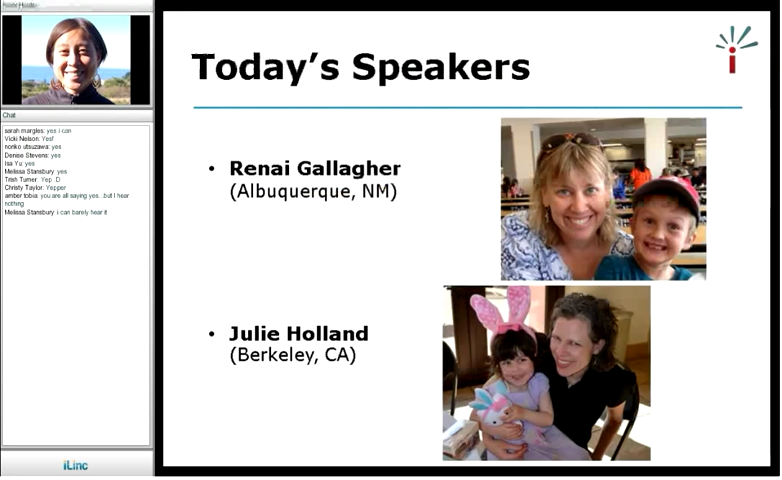 Chat
sarah margles: yes i can
Vicki Nelson: Yes!
noriko utsuzawa: yes
Denise Stevens: yes
Isa Yu: yes
Melissa Stansbury: yes
Trish Turner: Yep :D
Christy Taylor: Yepper
amber tobia: you are all saying yes...but I hear
nothing
Melissa Stansbury: i can barely hear it
iLinc
Today's Speakers
• Renai Gallagher
(Albuquerque, NM)
• Julie Holland
(Berkeley, CA)